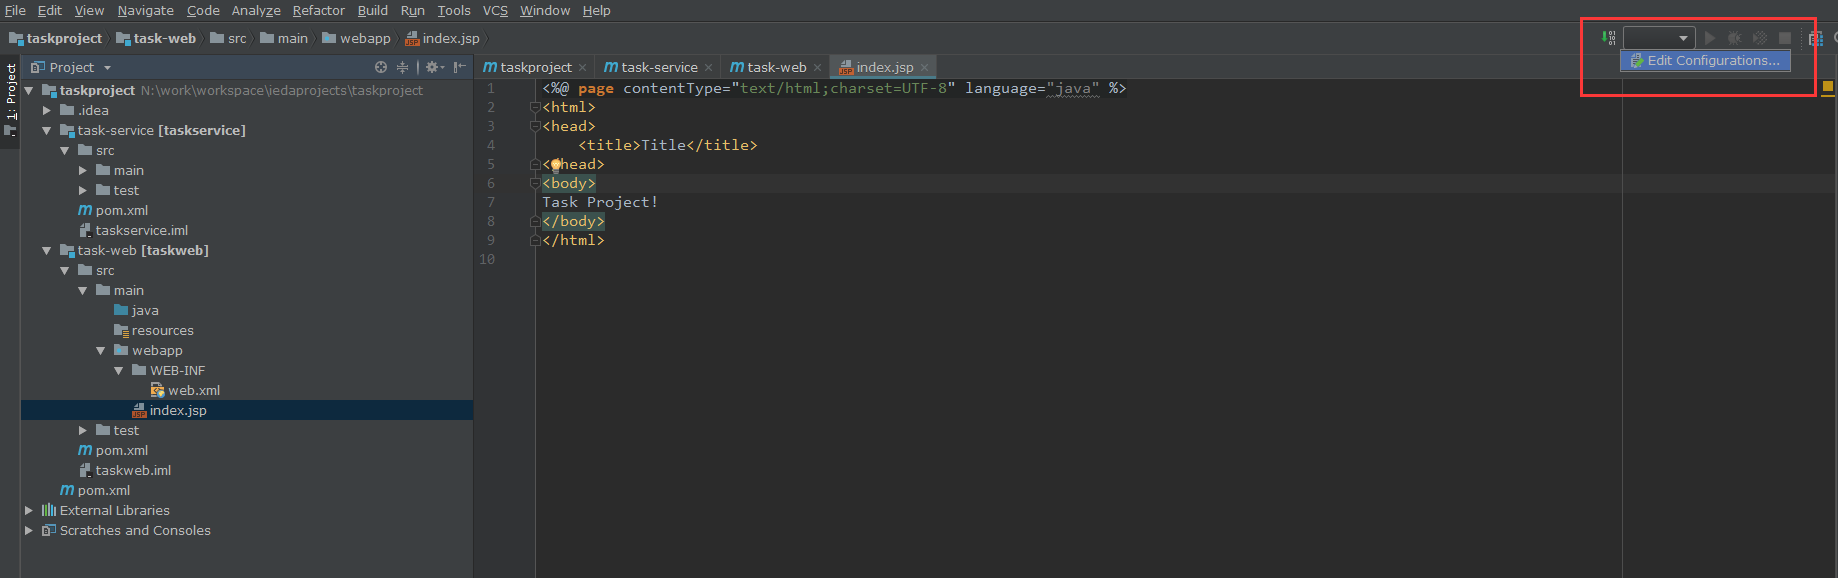 File Edit View Navigate Code Analyze Refactor Build Run Tools VCS Window Help
taskproject task-web src main webapp index.jsp
Edit Configurations...
1: Project
Project
taskproject N:\work\workspace\iedaprojects\taskproject
.idea
task-service [taskservice]
src
main
test
pom.xml
taskservice.iml
task-web [taskweb]
src
main
java
resources
webapp
WEB-INF
web.xml
index.jsp
test
pom.xml
taskweb.iml
pom.xml
External Libraries
Scratches and Consoles
taskproject task-service task-web index.jsp
1 <%@ page contentType="text/html;charset=UTF-8" language="java" %>
2 <html>
3 <head>
4 <title>Title</title>
5 <head>
6 <body>
7 Task Project!
8 </body>
9 </html>
10